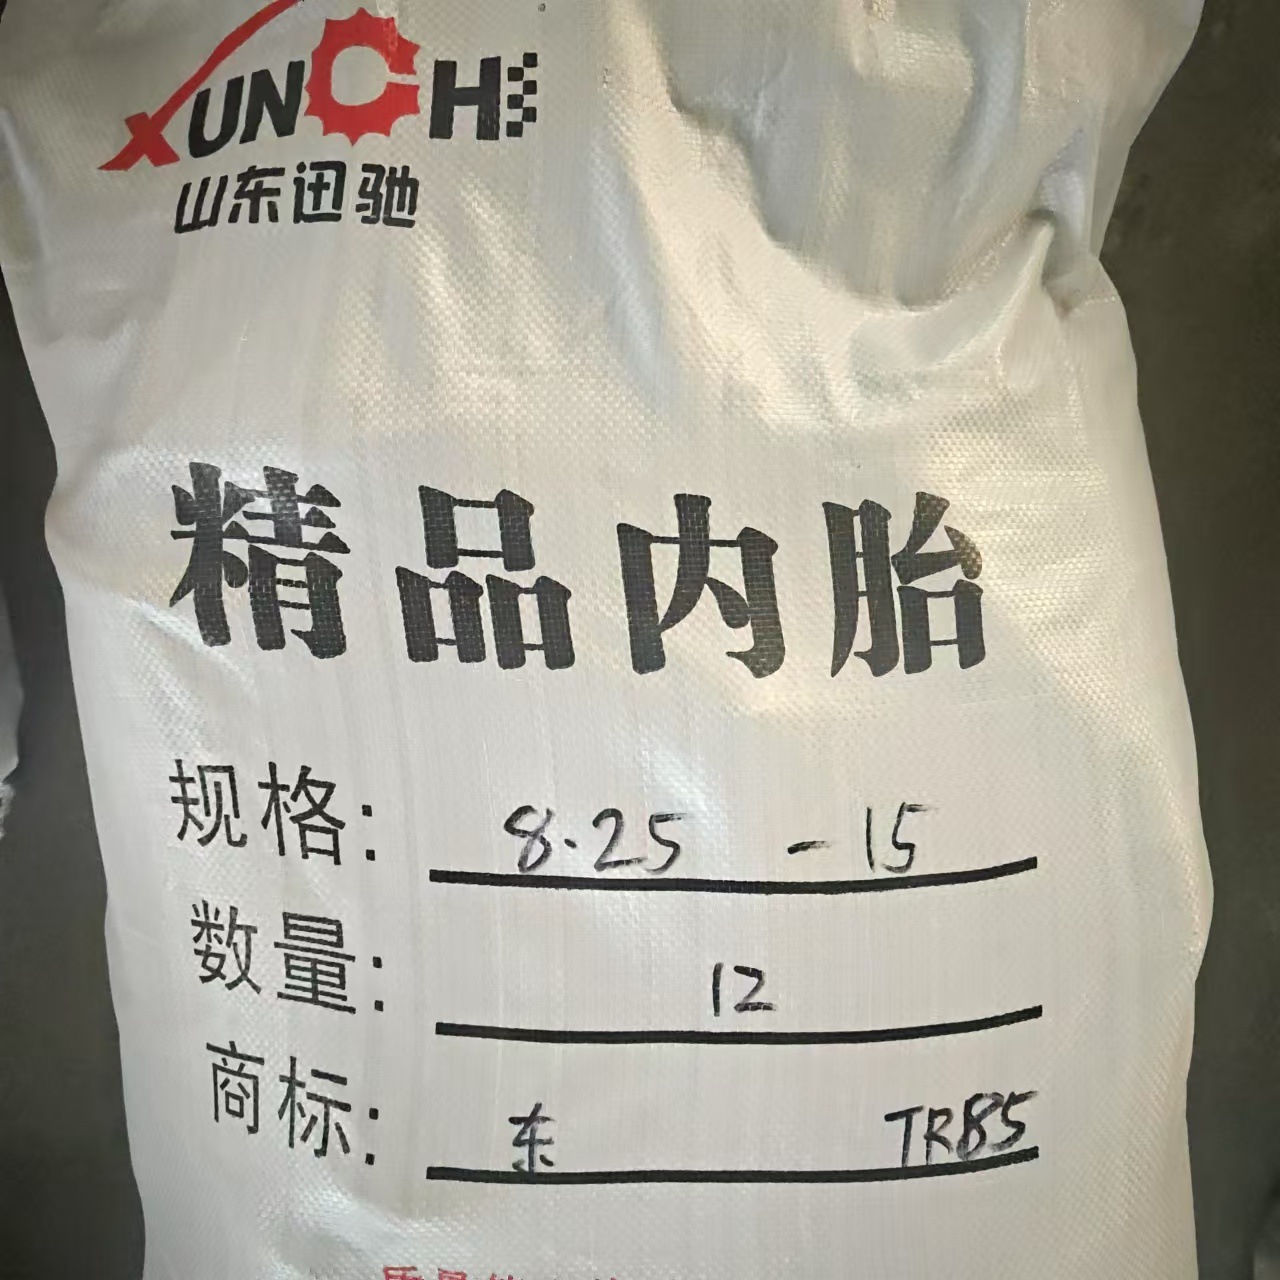 XUNCHI
山东迅驰
精品内胎
规格: 8.25 - 15
数量: 12
商标: 东 TR85